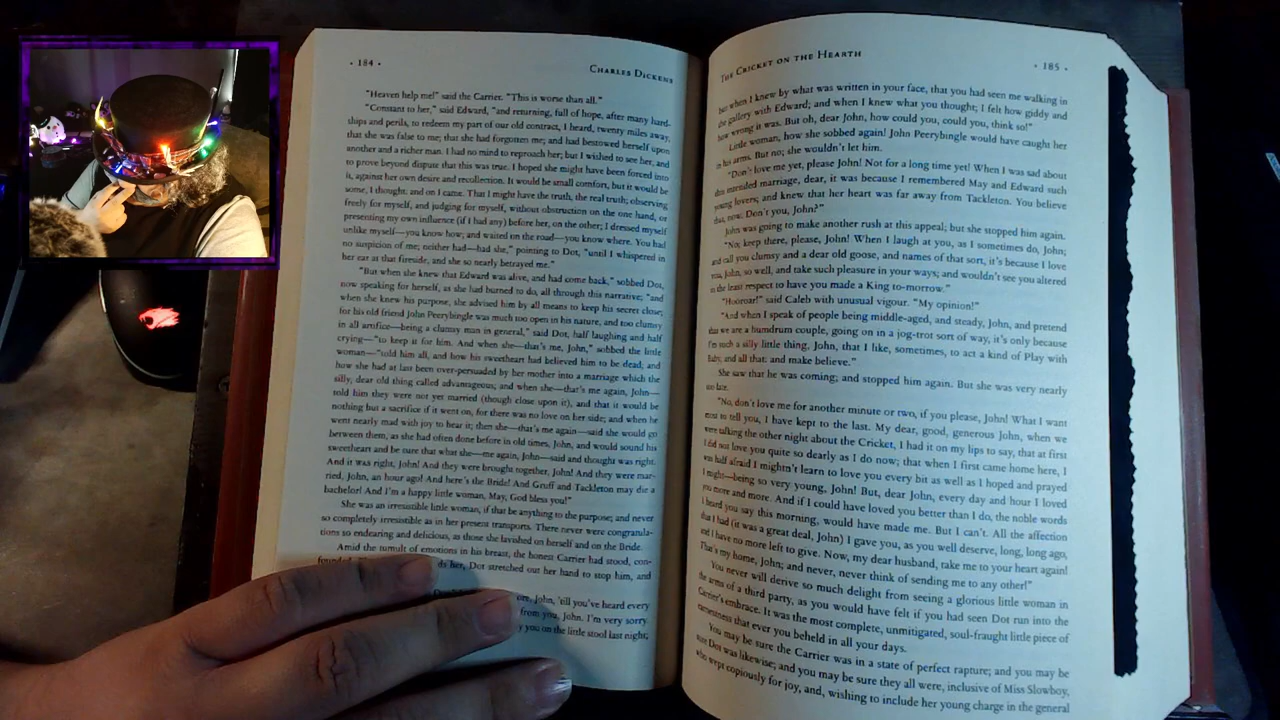 · 184 ·
CHARLES DICKENS
"Heaven help me!" said the Carrier. "This is worse than all."
"Constant to her," said Edward, "and returning, full of hope, after many hard-
ships and perils, to redeem my part of our old contract, I heard, twenty miles away,
that she was false to me; that she had forgotten me; and had bestowed herself upon
another and a richer man. I had no mind to reproach her; but I wished to see her, and
to prove beyond dispute that this was true. I hoped she might have been forced into
it, against her own desire and recollection. It would be small comfort, but it would be
some, I thought; and on I came. That I might have the truth, the real truth; observing
freely for myself, and judging for myself, without obstruction on the one hand, or
presenting my own influence (if I had any) before her, on the other; I dressed myself
unlike myself—you know how; and waited on the road—you know where. You had
no suspicion of me; neither had—had she," pointing to Dot, "until I whispered in
her ear at that fireside, and she so nearly betrayed me."
"But when she knew that Edward was alive, and had come back," sobbed Dot,
now speaking for herself, as she had burned to do, all through this narrative; "and
when she knew his purpose, she advised him by all means to keep his secret close;
for his old friend John Peerybingle was much too open in his nature, and too clumsy
in all artifice—being a clumsy man in general," said Dot, half laughing and half
crying—"to keep it for him. And when she—that's me, John," sobbed the little
woman—"told him all, and how his sweetheart had believed him to be dead, and
how she had at last been over-persuaded by her mother into a marriage which the
silly, dear old thing called advantageous; and when she—that's me again, John—
told him they were not yet married (though close upon it), and that it would be
nothing but a sacrifice if it went on, for there was no love on her side; and when he
went nearly mad with joy to hear it; then she—that's me again—said she would go
between them, as she had often done before in old times, John, and would sound his
sweetheart and be sure that what she—me again, John—said and thought was right.
And it was right, John! And they were brought together, John! And they were mar-
ried, John, an hour ago! And here's the Bride! And Gruff and Tackleton may die a
bachelor! And I'm a happy little woman, May, God bless you!"
She was an irresistible little woman, if that be anything to the purpose; and never
so completely irresistible as in her present transports. There never were congratula-
tions so endearing and delicious, as those she lavished on herself and on the Bride.
Amid the tumult of emotions in his breast, the honest Carrier had stood, con-
founded. ds her, Dot stretched out her hand to stop him, and
ore, John, 'till you've heard every
from you, John. I'm very sorry
y you on the little stool last night;
THE CRICKET ON THE HEARTH
· 185 ·
but when I knew by what was written in your face, that you had seen me walking in
the gallery with Edward; and when I knew what you thought; I felt how giddy and
how wrong it was. But oh, dear John, how could you, could you, think so!"
Little woman, how she sobbed again! John Peerybingle would have caught her
in his arms. But no; she wouldn't let him.
"Don't love me yet, please John! Not for a long time yet! When I was sad about
this intended marriage, dear, it was because I remembered May and Edward such
young lovers; and knew that her heart was far away from Tackleton. You believe
that, now. Don't you, John?"
John was going to make another rush at this appeal; but she stopped him again.
"No; keep there, please, John! When I laugh at you, as I sometimes do, John;
and call you clumsy and a dear old goose, and names of that sort, it's because I love
you, John, so well, and take such pleasure in your ways; and wouldn't see you altered
in the least respect to have you made a King to-morrow."
"Hooroar!" said Caleb with unusual vigour. "My opinion!"
"And when I speak of people being middle-aged, and steady, John, and pretend
that we are a humdrum couple, going on in a jog-trot sort of way, it's only because
I'm such a silly little thing, John, that I like, sometimes, to act a kind of Play with
Baby, and all that: and make believe."
She saw that he was coming; and stopped him again. But she was very nearly
too late.
"No, don't love me for another minute or two, if you please, John! What I want
most to tell you, I have kept to the last. My dear, good, generous John, when we
were talking the other night about the Cricket, I had it on my lips to say, that at first
I did not love you quite so dearly as I do now; that when I first came home here, I
was half afraid I mightn't learn to love you every bit as well as I hoped and prayed
I might—being so very young, John! But, dear John, every day and hour I loved
you more and more. And if I could have loved you better than I do, the noble words
I heard you say this morning, would have made me. But I can't. All the affection
that I had (it was a great deal, John) I gave you, as you well deserve, long, long ago,
and I have no more left to give. Now, my dear husband, take me to your heart again!
That's my home, John; and never, never think of sending me to any other!"
You never will derive so much delight from seeing a glorious little woman in
the arms of a third party, as you would have felt if you had seen Dot run into the
Carrier's embrace. It was the most complete, unmitigated, soul-fraught little piece of
earnestness that ever you beheld in all your days.
You may be sure the Carrier was in a state of perfect rapture; and you may be
sure Dot was likewise; and you may be sure they all were, inclusive of Miss Slowboy,
who wept copiously for joy, and, wishing to include her young charge in the general